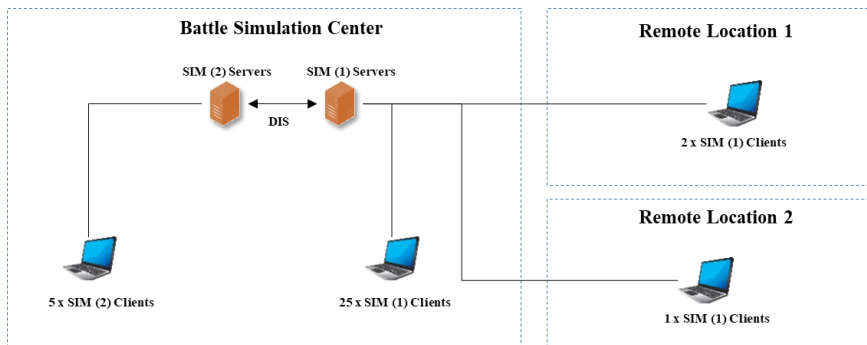 Battle Simulation Center
SIM (2) Servers
SIM (1) Servers
DIS
5 x SIM (2) Clients
25 x SIM (1) Clients
Remote Location 1
2 x SIM (1) Clients
Remote Location 2
1 x SIM (1) Clients